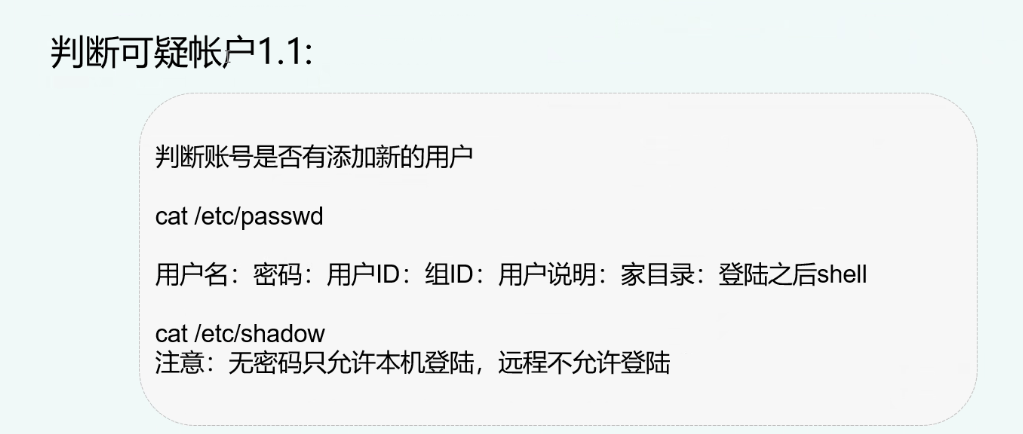 判断可疑帐户1.1:
判断账号是否有添加新的用户
cat /etc/passwd
用户名：密码：用户ID：组ID：用户说明：家目录：登陆之后shell
cat /etc/shadow
注意：无密码只允许本机登陆，远程不允许登陆